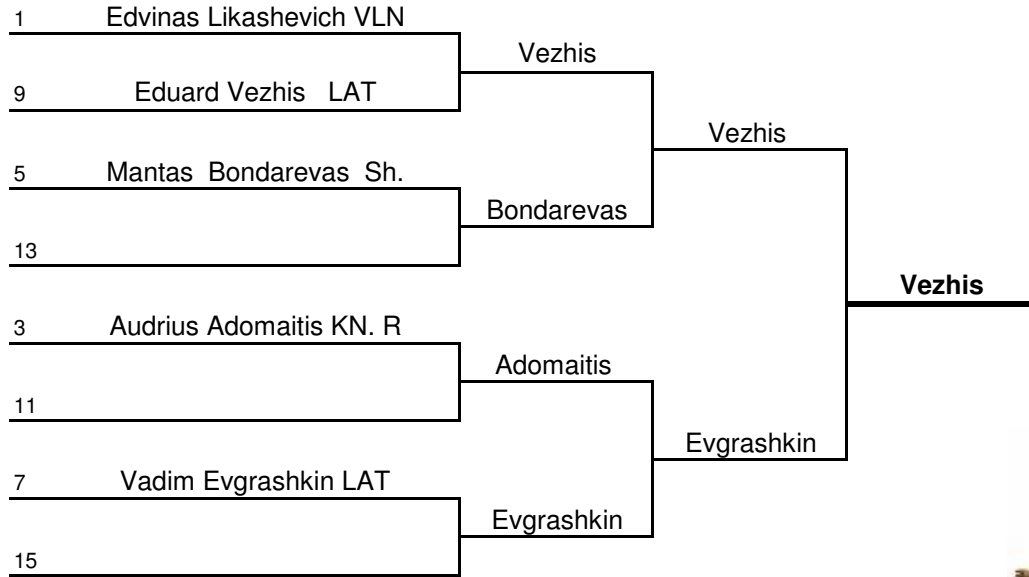 1 Edvinas Likashevich VLN
Vezhis
9 Eduard Vezhis LAT
Vezhis
5 Mantas Bondarevas Sh.
Bondarevas
13
Vezhis
3 Audrius Adomaitis KN. R
Adomaitis
11
Evgrashkin
7 Vadim Evgrashkin LAT
Evgrashkin
15